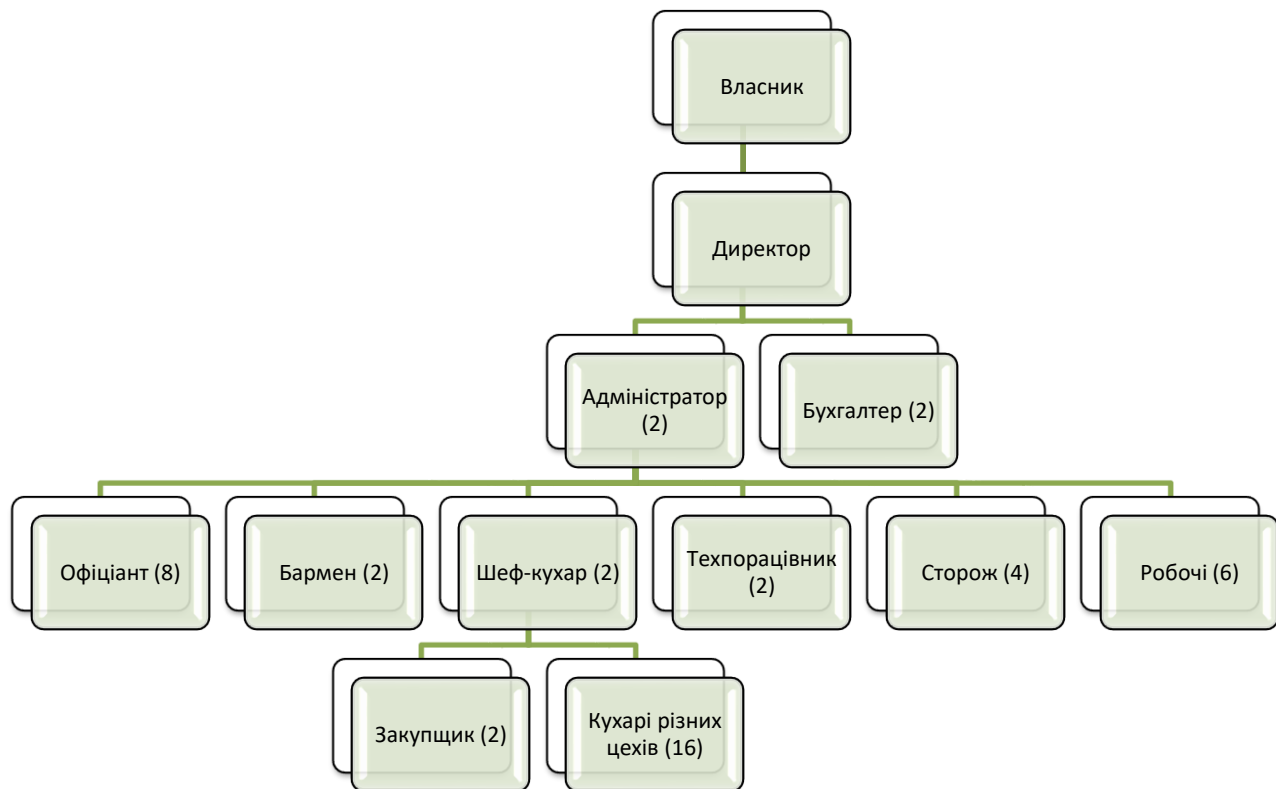 Власник
Директор
Адміністратор
(2)
Бухгалтер (2)
Офіціант (8)
Бармен (2)
Шеф-кухар (2)
Техпорацівник
(2)
Сторож (4)
Робочі (6)
Закупщик (2)
Кухарі різних
цехів (16)